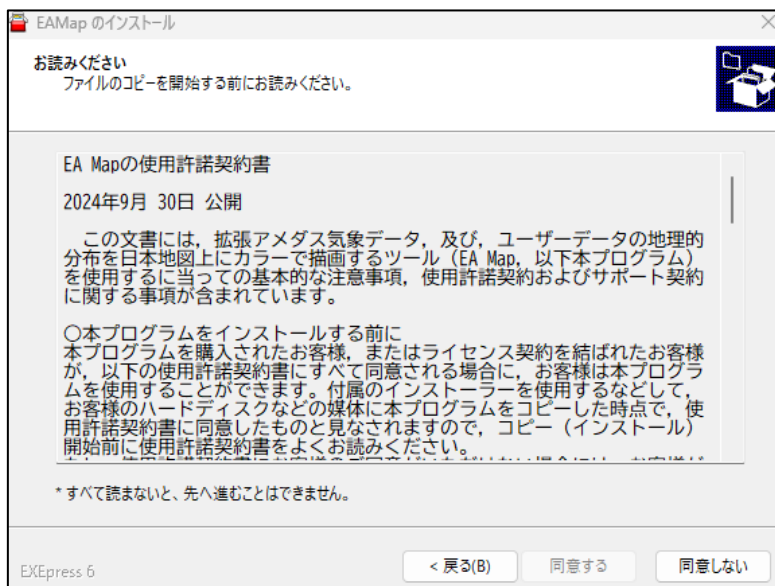 EAMap のインストール
お読みください
ファイルのコピーを開始する前にお読みください。
EA Mapの使用許諾契約書
2024年9月 30日 公開
この文書には，拡張アメダス気象データ，及び，ユーザーデータの地理的
分布を日本地図上にカラーで描画するツール（EA Map，以下本プログラム）
を使用するに当っての基本的な注意事項，使用許諾契約およびサポート契約
に関する事項が含まれています。
〇本プログラムをインストールする前に
本プログラムを購入されたお客様，またはライセンス契約を結ばれたお客様
が，以下の使用許諾契約書にすべて同意される場合に，お客様は本プログラ
ムを使用することができます。付属のインストーラーを使用するなどして，
お客様のハードディスクなどの媒体に本プログラムをコピーした時点で，使
用許諾契約書に同意したものと見なされますので，コピー（インストール）
開始前に使用許諾契約書をよくお読みください。
* すべて読まないと、先へ進むことはできません。
EXEpress 6
< 戻る(B)
同意する
同意しない